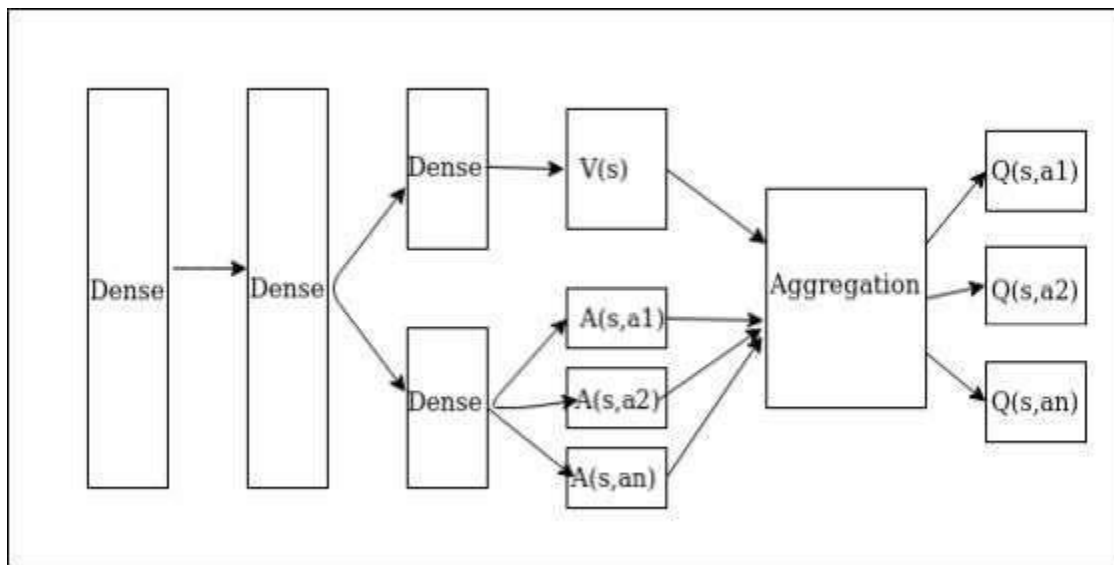 Dense
Dense
Dense
Dense
V(s)
A(s,a1)
A(s,a2)
A(s,an)
Aggregation
Q(s,a1)
Q(s,a2)
Q(s,an)